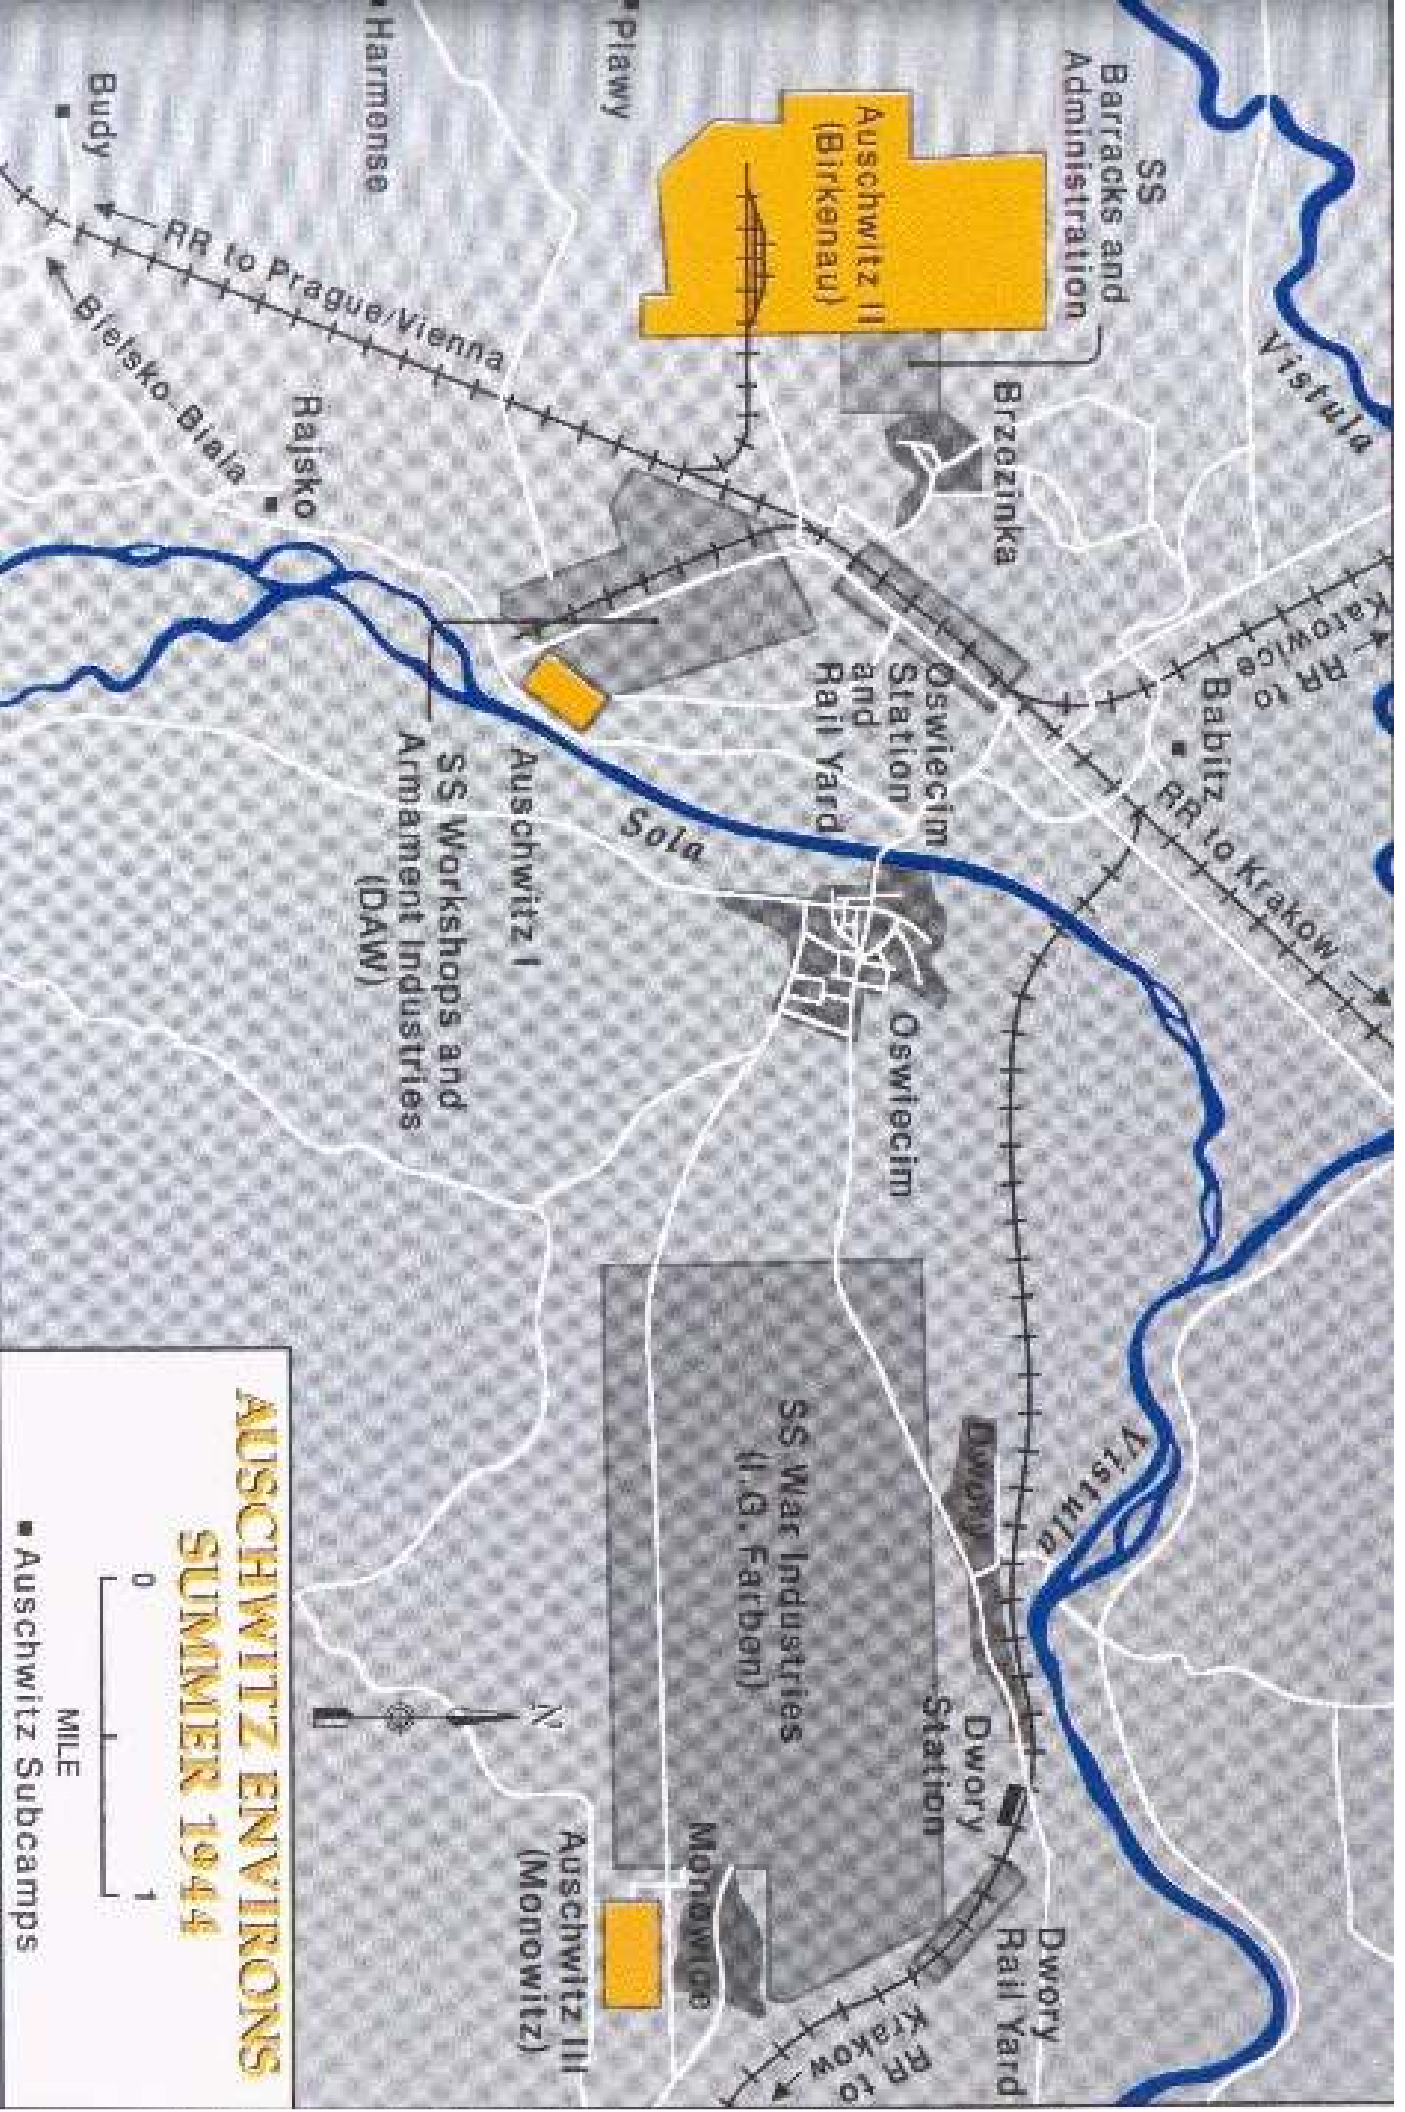 Vistula
SS
Barracks and
Administration
Auschwitz II
(Birkenau)
Plawy
Harmense
Budy
Brzezinka
RR to Prague/Vienna
Bielsko-Biala
Rajsko
RR to
Katowice
Babitz
RR to Krakow
Oswiecim
Station
and
Rail Yard
Sola
Auschwitz I
SS Workshops and
Armament Industries
(DAW)
Oswiecim
Vistula
Dwory
SS War Industries
(I.G. Farben)
Dwory
Station
Dwory
Rail Yard
RR to
Krakow
Monowice
Auschwitz III
(Monowitz)
N
AUSCHWITZ ENVIRONS
SUMMER 1944
0 1
MILE
■ Auschwitz Subcamps